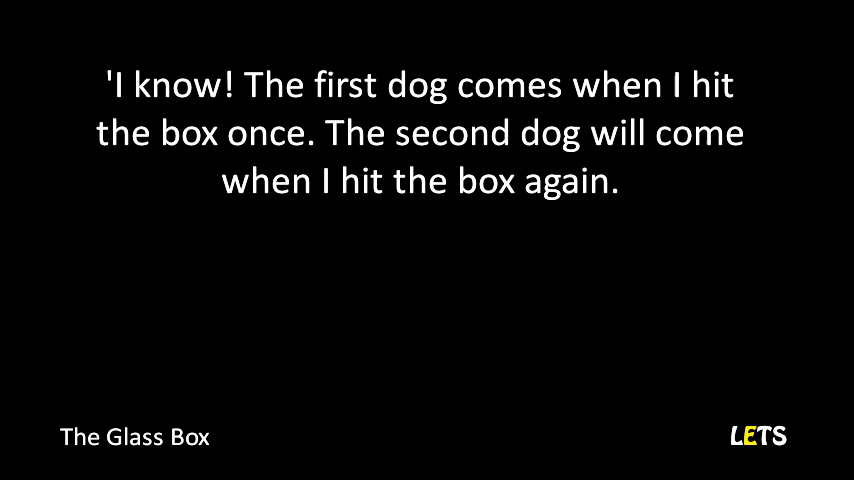 'I know! The first dog comes when I hit
the box once. The second dog will come
when I hit the box again.
The Glass Box
LETS